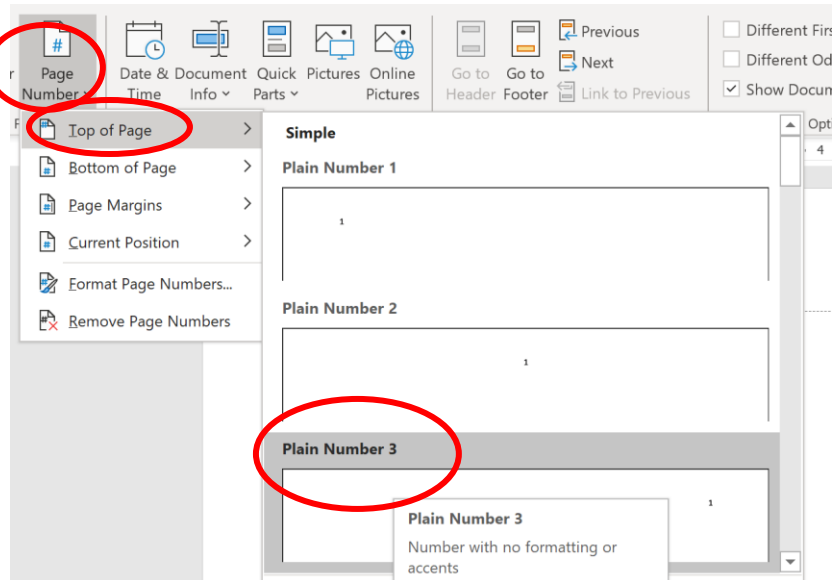 Previous
Different Firs
Page
Number
Date &
Time
Document
Info
Quick
Parts
Pictures
Online
Pictures
Go to
Header
Go to
Footer
Next
Link to Previous
Different Od
Show Docum
Opti
4
Top of Page
Bottom of Page
Page Margins
Current Position
Format Page Numbers...
Remove Page Numbers
Simple
Plain Number 1
1
Plain Number 2
1
Plain Number 3
1
Plain Number 3
Number with no formatting or
accents